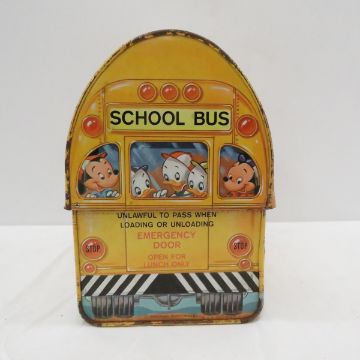 SCHOOL BUS
UNLAWFUL TO PASS WHEN
LOADING OR UNLOADING
EMERGENCY
DOOR
STOP
STOP
OPEN FOR
LUNCH ONLY